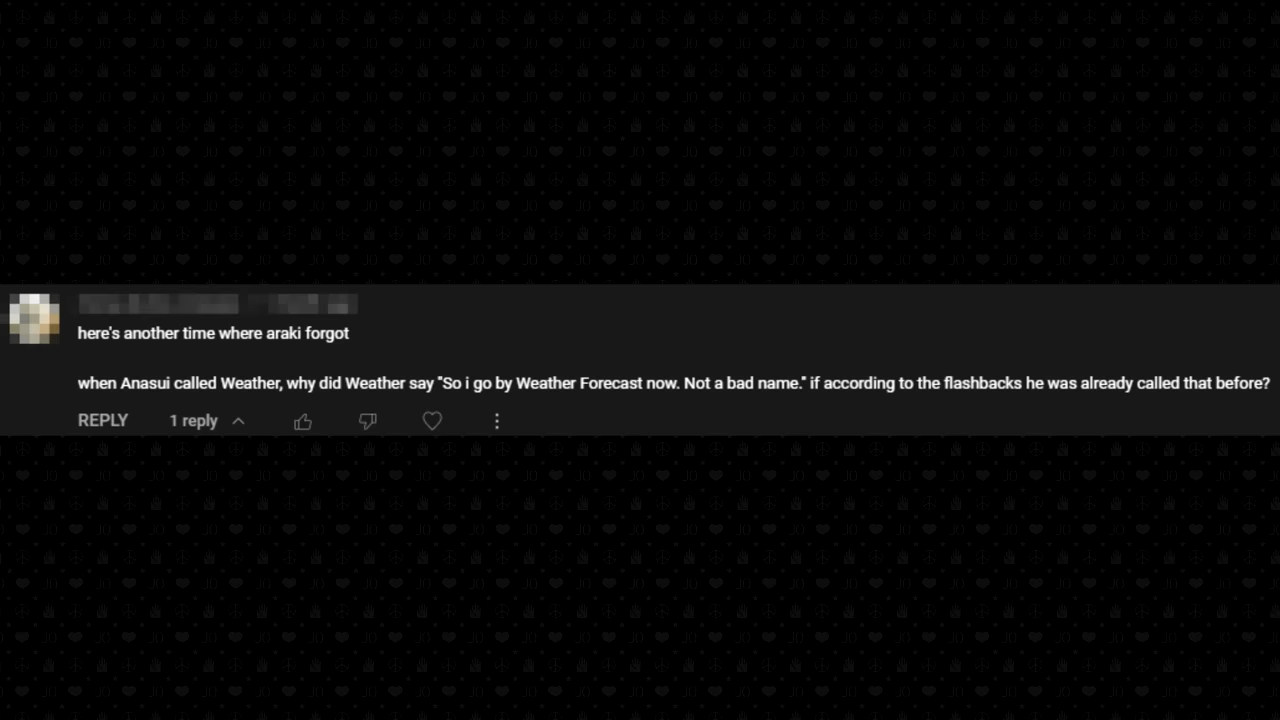 here's another time where araki forgot
when Anasui called Weather, why did Weather say "So i go by Weather Forecast now. Not a bad name." if according to the flashbacks he was already called that before?
REPLY 1 reply